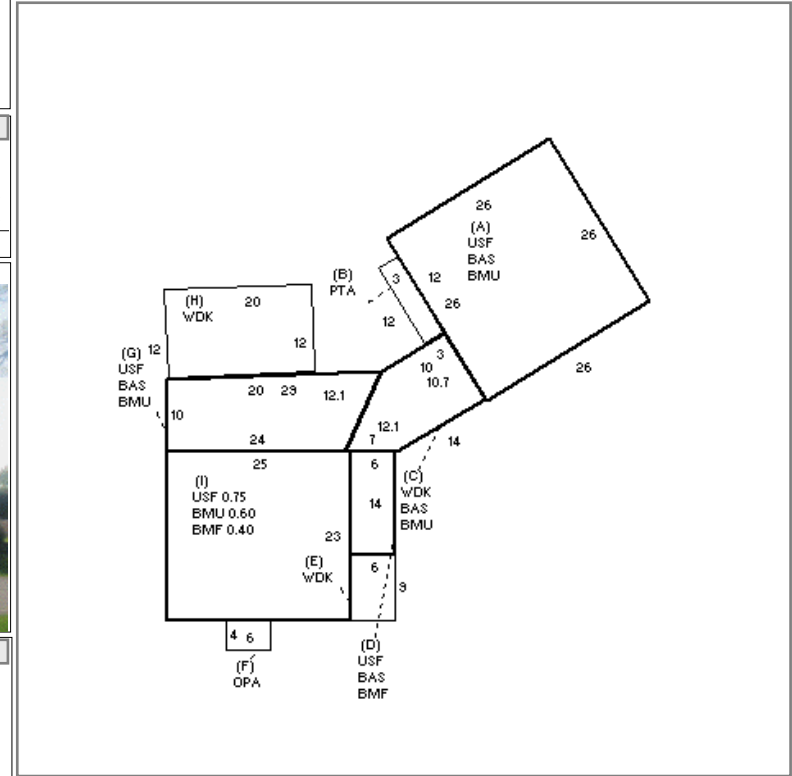 26
(A)
USF
BAS
BMU
26
(B)
PTA
3
12
26
12
(H)
WDK
20
12
12
(G)
USF
BAS
BMU
10
3
10
10.7
26
20
29
12.1
12.1
24
7
14
25
6
(I)
USF 0.75
BMU 0.60
BMF 0.40
14
(C)
WDK
BAS
BMU
23
(E)
WDK
6
9
4
6
(F)
OPA
(D)
USF
BAS
BMF